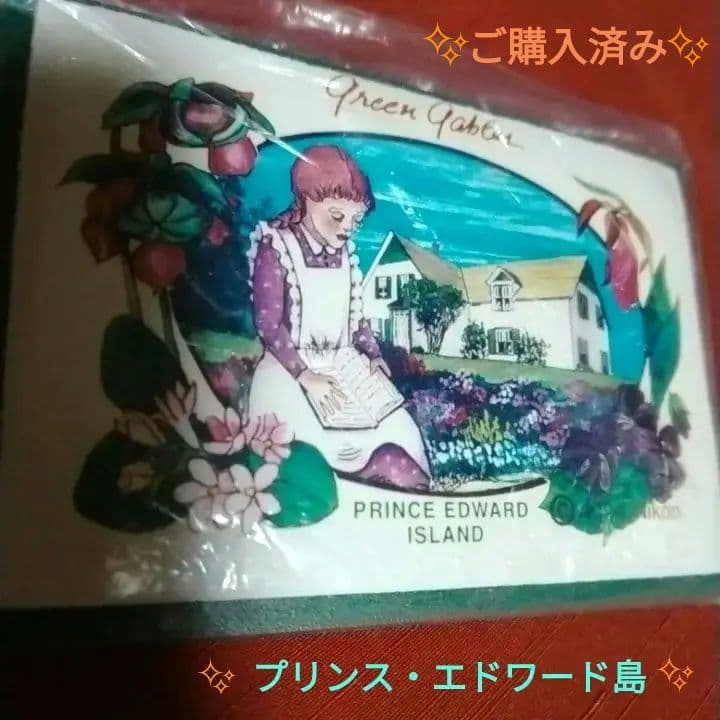 ✨ご購入済み✨
Green Gables
PRINCE EDWARD
ISLAND
©
✨ プリンス・エドワード島 ✨